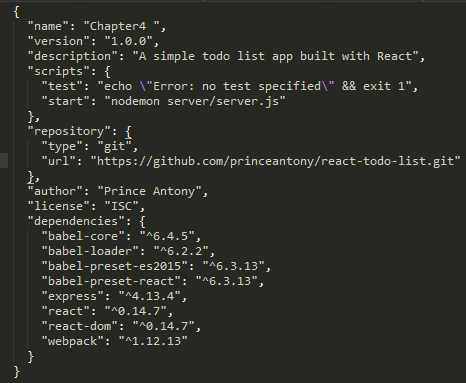 {
"name": "Chapter4 ",
"version": "1.0.0",
"description": "A simple todo list app built with React",
"scripts": {
"test": "echo \"Error: no test specified\" && exit 1",
"start": "nodemon server/server.js"
},
"repository": {
"type": "git",
"url": "https://github.com/princeantony/react-todo-list.git"
},
"author": "Prince Antony",
"license": "ISC",
"dependencies": {
"babel-core": "^6.4.5",
"babel-loader": "^6.2.2",
"babel-preset-es2015": "^6.3.13",
"babel-preset-react": "^6.3.13",
"express": "^4.13.4",
"react": "^0.14.7",
"react-dom": "^0.14.7",
"webpack": "^1.12.13"
}
}